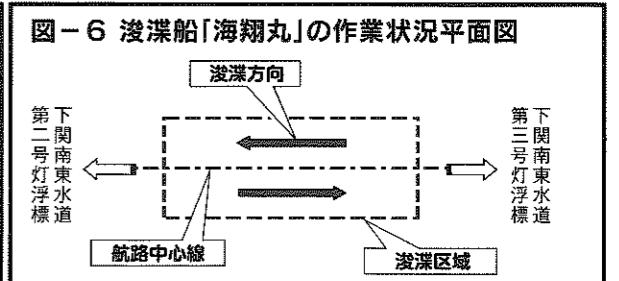 図－6 浚渫船「海翔丸」の作業状況平面図
浚渫方向
下関南東水道
第二号灯浮標
下関南東水道
第三号灯浮標
航路中心線
浚渫区域